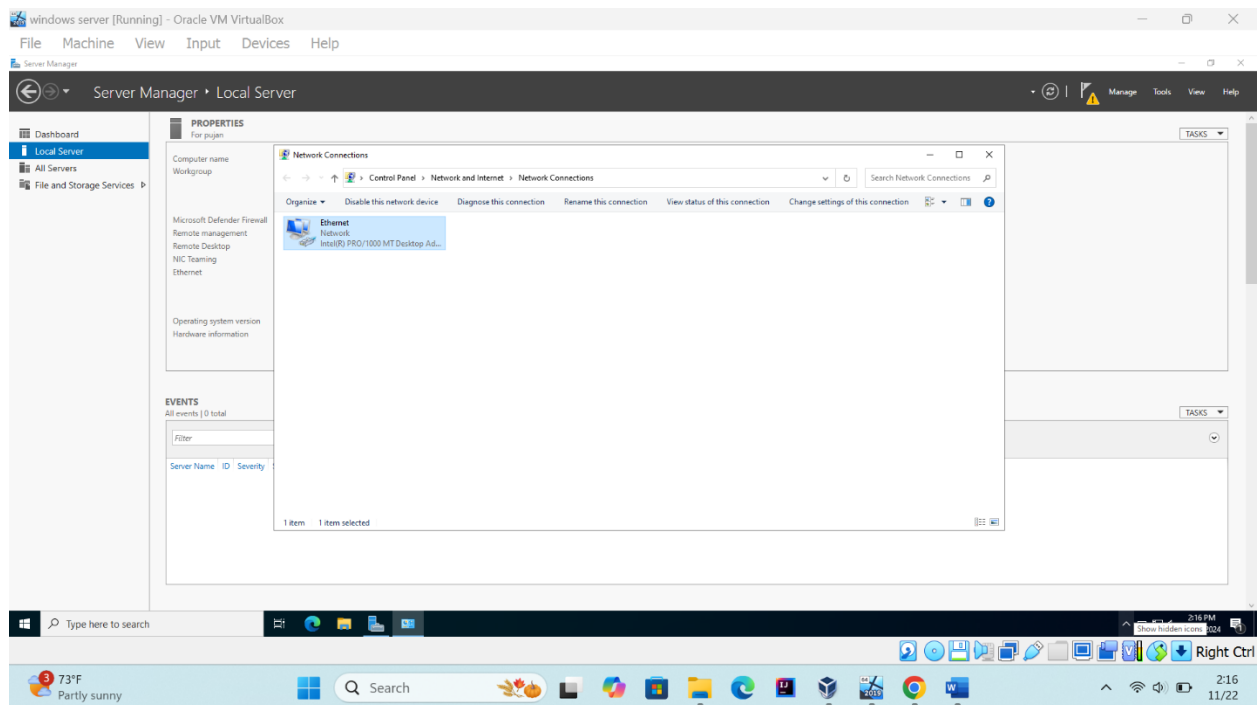 windows server [Running] - Oracle VM VirtualBox
File Machine View Input Devices Help
Server Manager
Server Manager • Local Server
Manage Tools View Help
Dashboard
Local Server
All Servers
File and Storage Services
PROPERTIES
For pujan
TASKS
Computer name
Workgroup
Microsoft Defender Firewall
Remote management
Remote Desktop
NIC Teaming
Ethernet
Operating system version
Hardware information
Network Connections
Control Panel › Network and Internet › Network Connections
Search Network Connections
Organize Disable this network device Diagnose this connection Rename this connection View status of this connection Change settings of this connection
Ethernet
Network
Intel(R) PRO/1000 MT Desktop Ad...
1 item 1 item selected
EVENTS
All events | 0 total
TASKS
Filter
Server Name ID Severity
Type here to search
2:16 PM
Show hidden icons
2024
Right Ctrl
3
73°F
Partly sunny
Search
2019
2:16
11/22